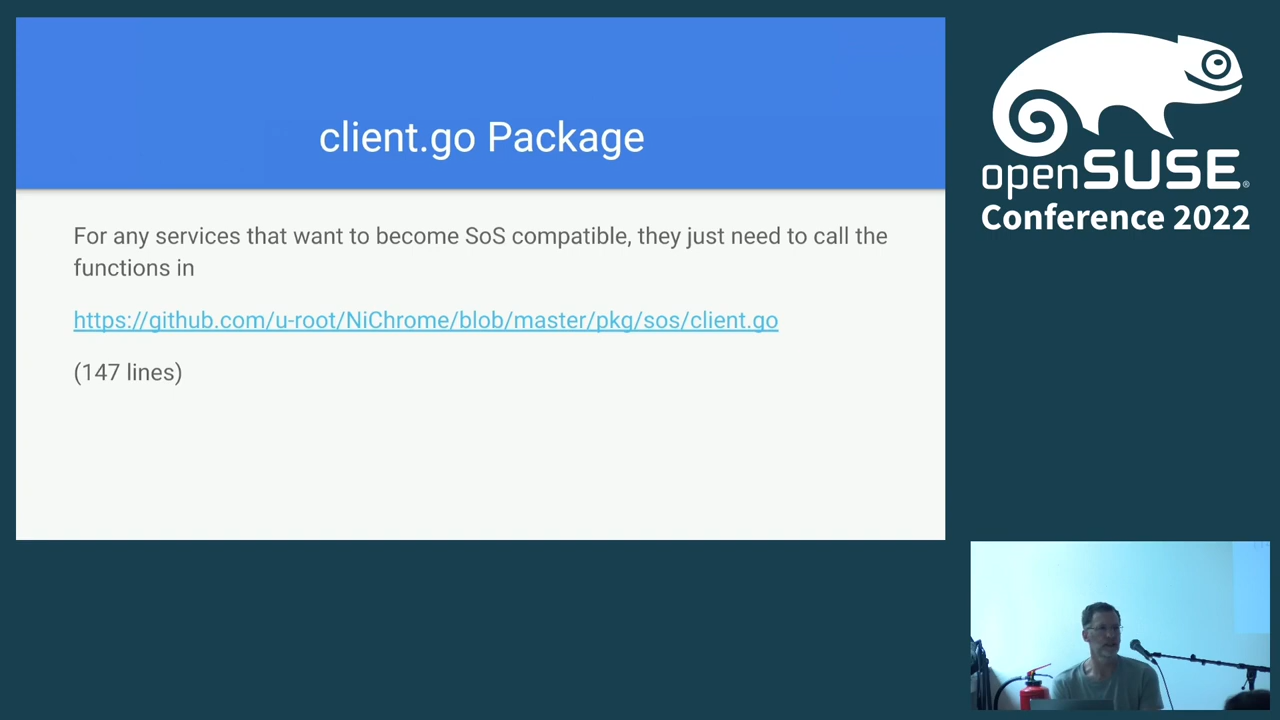 client.go Package
For any services that want to become SoS compatible, they just need to call the
functions in
https://github.com/u-root/NiChrome/blob/master/pkg/sos/client.go
(147 lines)
openSUSE®
Conference 2022